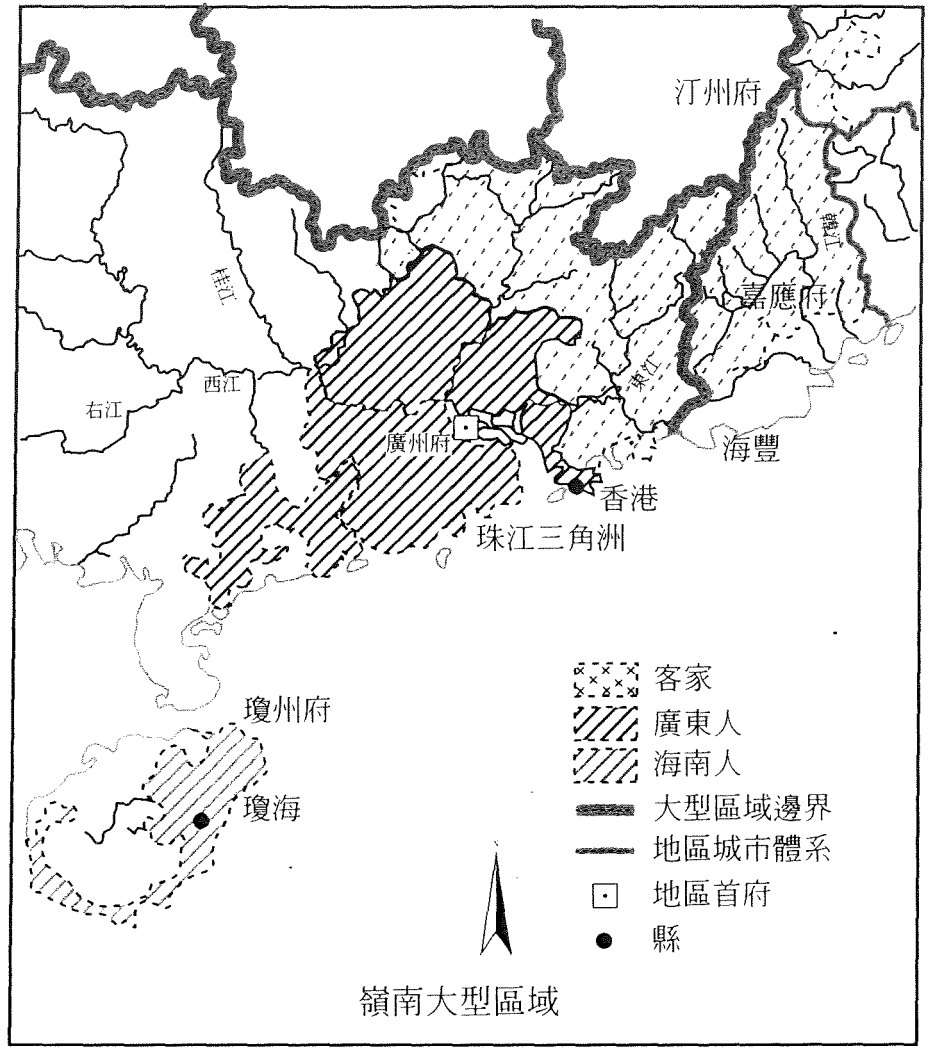 汀州府
韓江
桂江
嘉應府
東江
西江
右江
廣州府
海豐
香港
珠江三角洲
瓊州府
瓊海
客家
廣東人
海南人
大型區域邊界
地區城市體系
地區首府
縣
嶺南大型區域